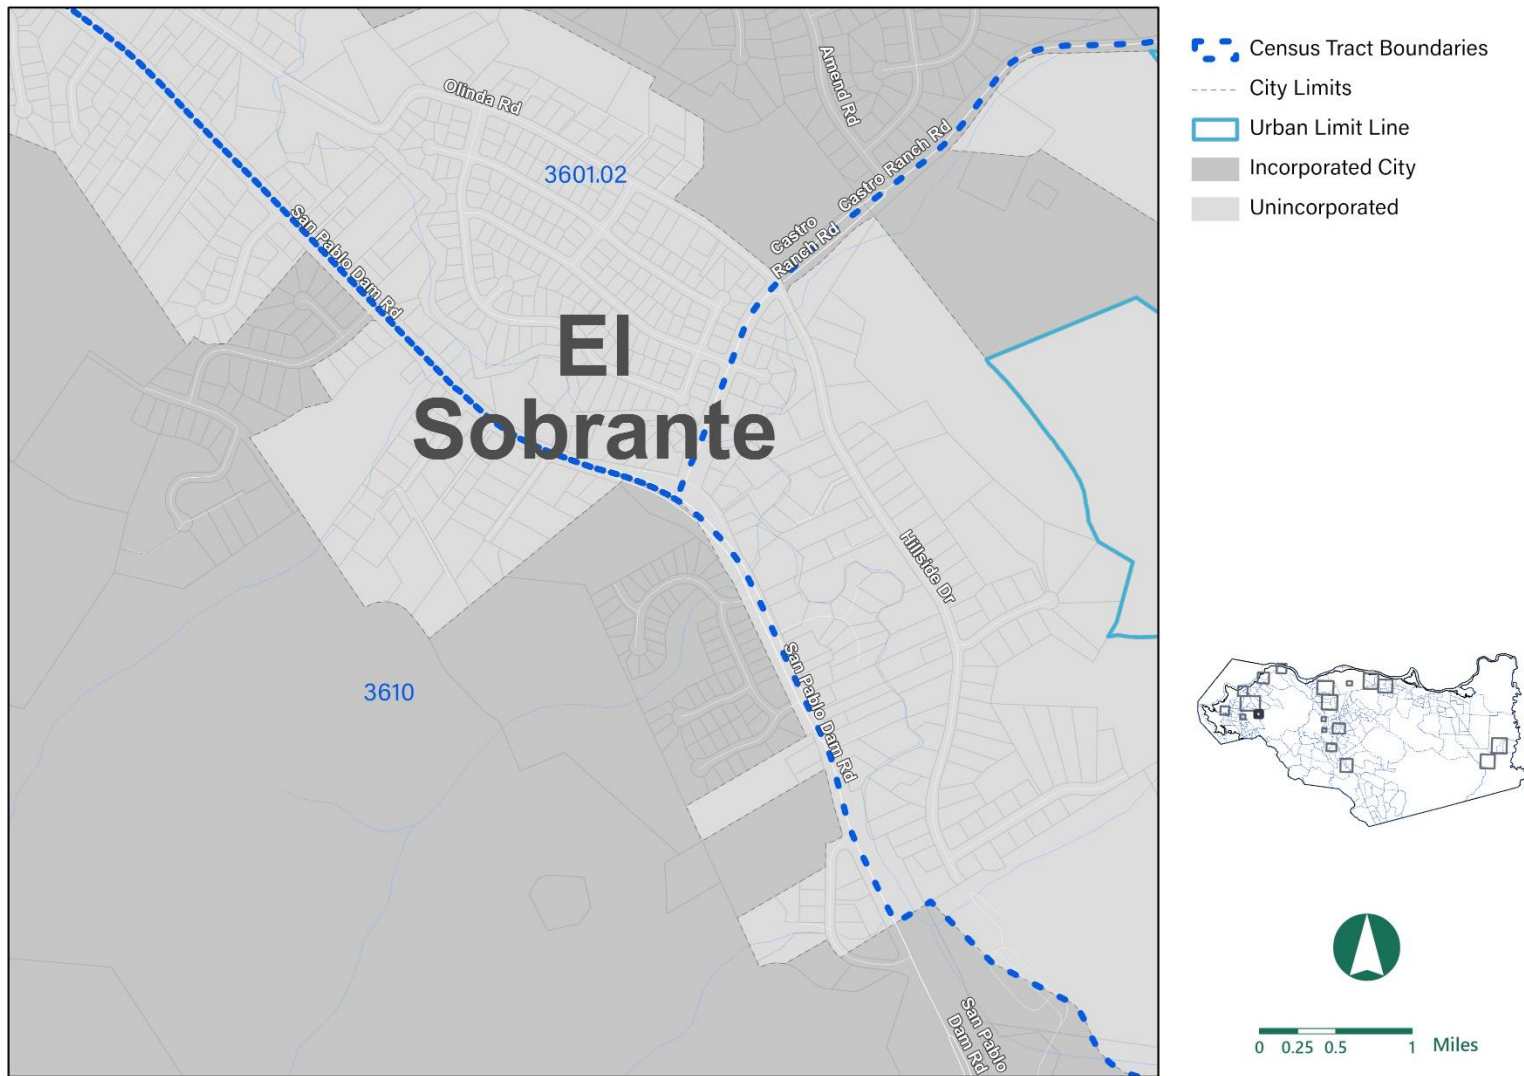 Census Tract Boundaries
City Limits
Urban Limit Line
Incorporated City
Unincorporated
Olinda Rd
Amend Rd
3601.02
Castro Ranch Rd
Castro
Ranch Rd
San Pablo Dam Rd
El
Sobrante
Hillside Dr
San Pablo Dam Rd
3610
San Pablo
Dam Rd
0 0.25 0.5 1 Miles